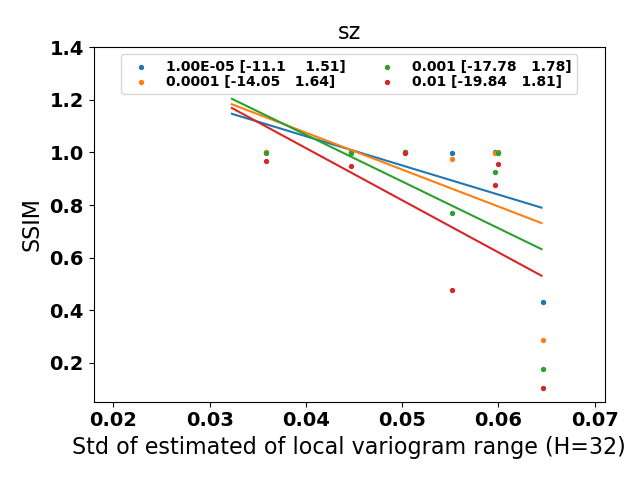 sz
1.00E-05 [-11.1 1.51]
0.0001 [-14.05 1.64]
0.001 [-17.78 1.78]
0.01 [-19.84 1.81]
SSIM
1.4
1.2
1.0
0.8
0.6
0.4
0.2
0.02 0.03 0.04 0.05 0.06 0.07
Std of estimated of local variogram range (H=32)